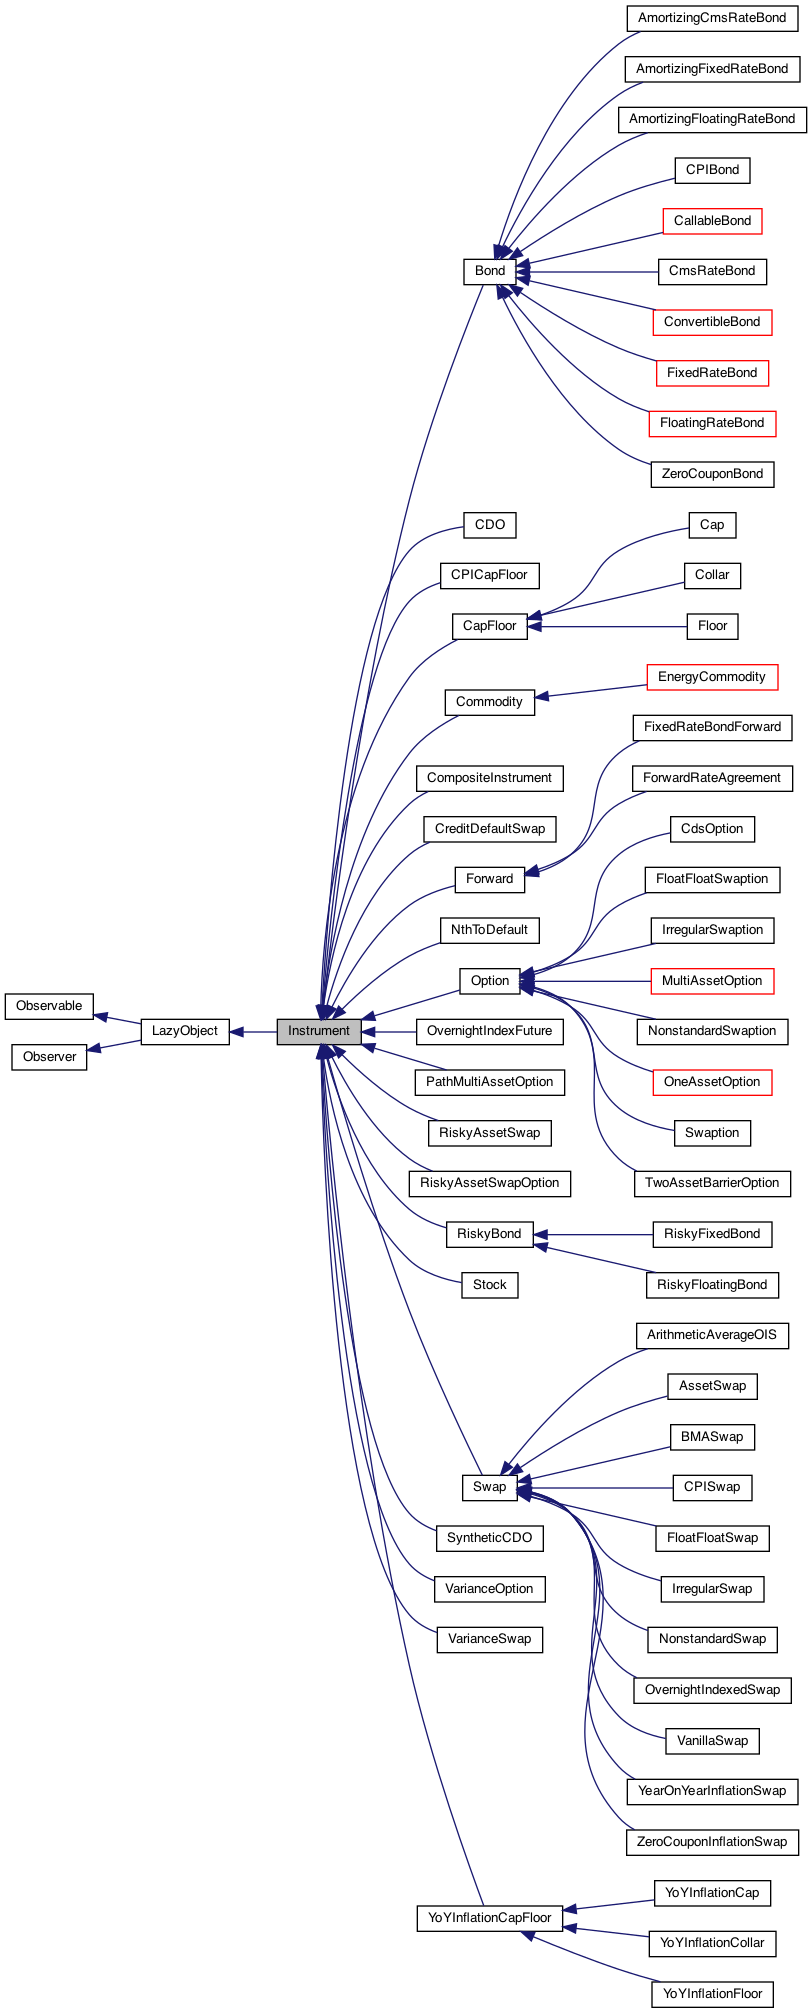 AmortizingCmsRateBond
AmortizingFixedRateBond
AmortizingFloatingRateBond
CPIBond
CallableBond
Bond
CmsRateBond
ConvertibleBond
FixedRateBond
FloatingRateBond
ZeroCouponBond
CDO
Cap
CPICapFloor
Collar
CapFloor
Floor
EnergyCommodity
Commodity
FixedRateBondForward
CompositeInstrument
ForwardRateAgreement
CreditDefaultSwap
CdsOption
Forward
FloatFloatSwaption
NthToDefault
IrregularSwaption
Option
MultiAssetOption
Observable
LazyObject
Instrument
OvernightIndexFuture
NonstandardSwaption
Observer
PathMultiAssetOption
OneAssetOption
RiskyAssetSwap
Swaption
RiskyAssetSwapOption
TwoAssetBarrierOption
RiskyBond
RiskyFixedBond
Stock
RiskyFloatingBond
ArithmeticAverageOIS
AssetSwap
BMASwap
Swap
CPISwap
SyntheticCDO
FloatFloatSwap
VarianceOption
IrregularSwap
VarianceSwap
NonstandardSwap
OvernightIndexedSwap
VanillaSwap
YearOnYearInflationSwap
ZeroCouponInflationSwap
YoYInflationCap
YoYInflationCapFloor
YoYInflationCollar
YoYInflationFloor